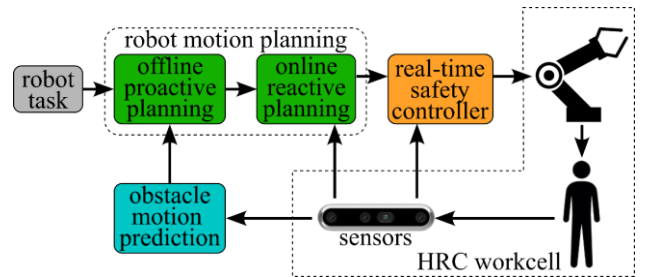 robot motion planning
robot
task
offline
proactive
planning
online
reactive
planning
real-time
safety
controller
obstacle
motion
prediction
sensors
HRC workcell